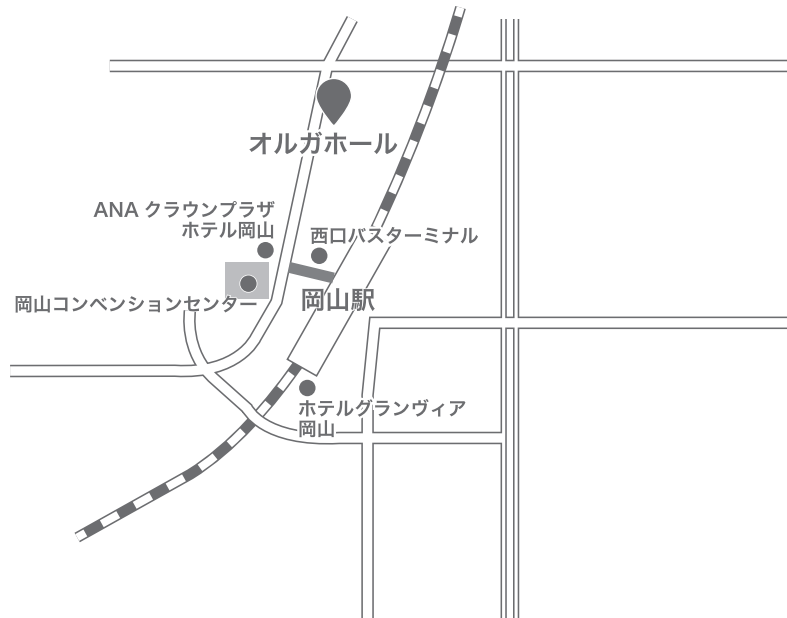 オルガホール
ANA クラウンプラザ
ホテル岡山
西口バスターミナル
岡山コンベンションセンター
岡山駅
ホテルグランヴィア
岡山